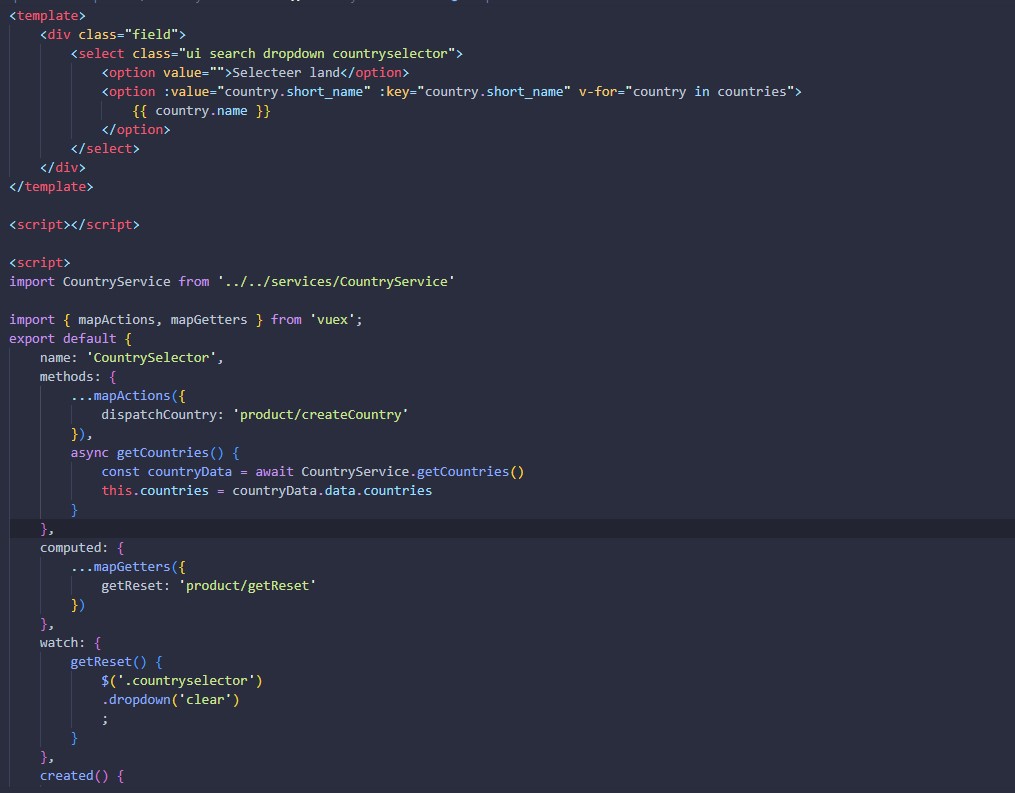 <template>
    <div class="field">
        <select class="ui search dropdown countryselector">
            <option value="">Selecteer land</option>
            <option :value="country.short_name" :key="country.short_name" v-for="country in countries">
                {{ country.name }}
            </option>
        </select>
    </div>
</template>

<script></script>

<script>
import CountryService from '../../services/CountryService'

import { mapActions, mapGetters } from 'vuex';
export default {
    name: 'CountrySelector',
    methods: {
        ...mapActions({
            dispatchCountry: 'product/createCountry'
        }),
        async getCountries() {
            const countryData = await CountryService.getCountries()
            this.countries = countryData.data.countries
        }
    },
    computed: {
        ...mapGetters({
            getReset: 'product/getReset'
        })
    },
    watch: {
        getReset() {
            $('.countryselector')
            .dropdown('clear')
            ;
        }
    },
    created() {